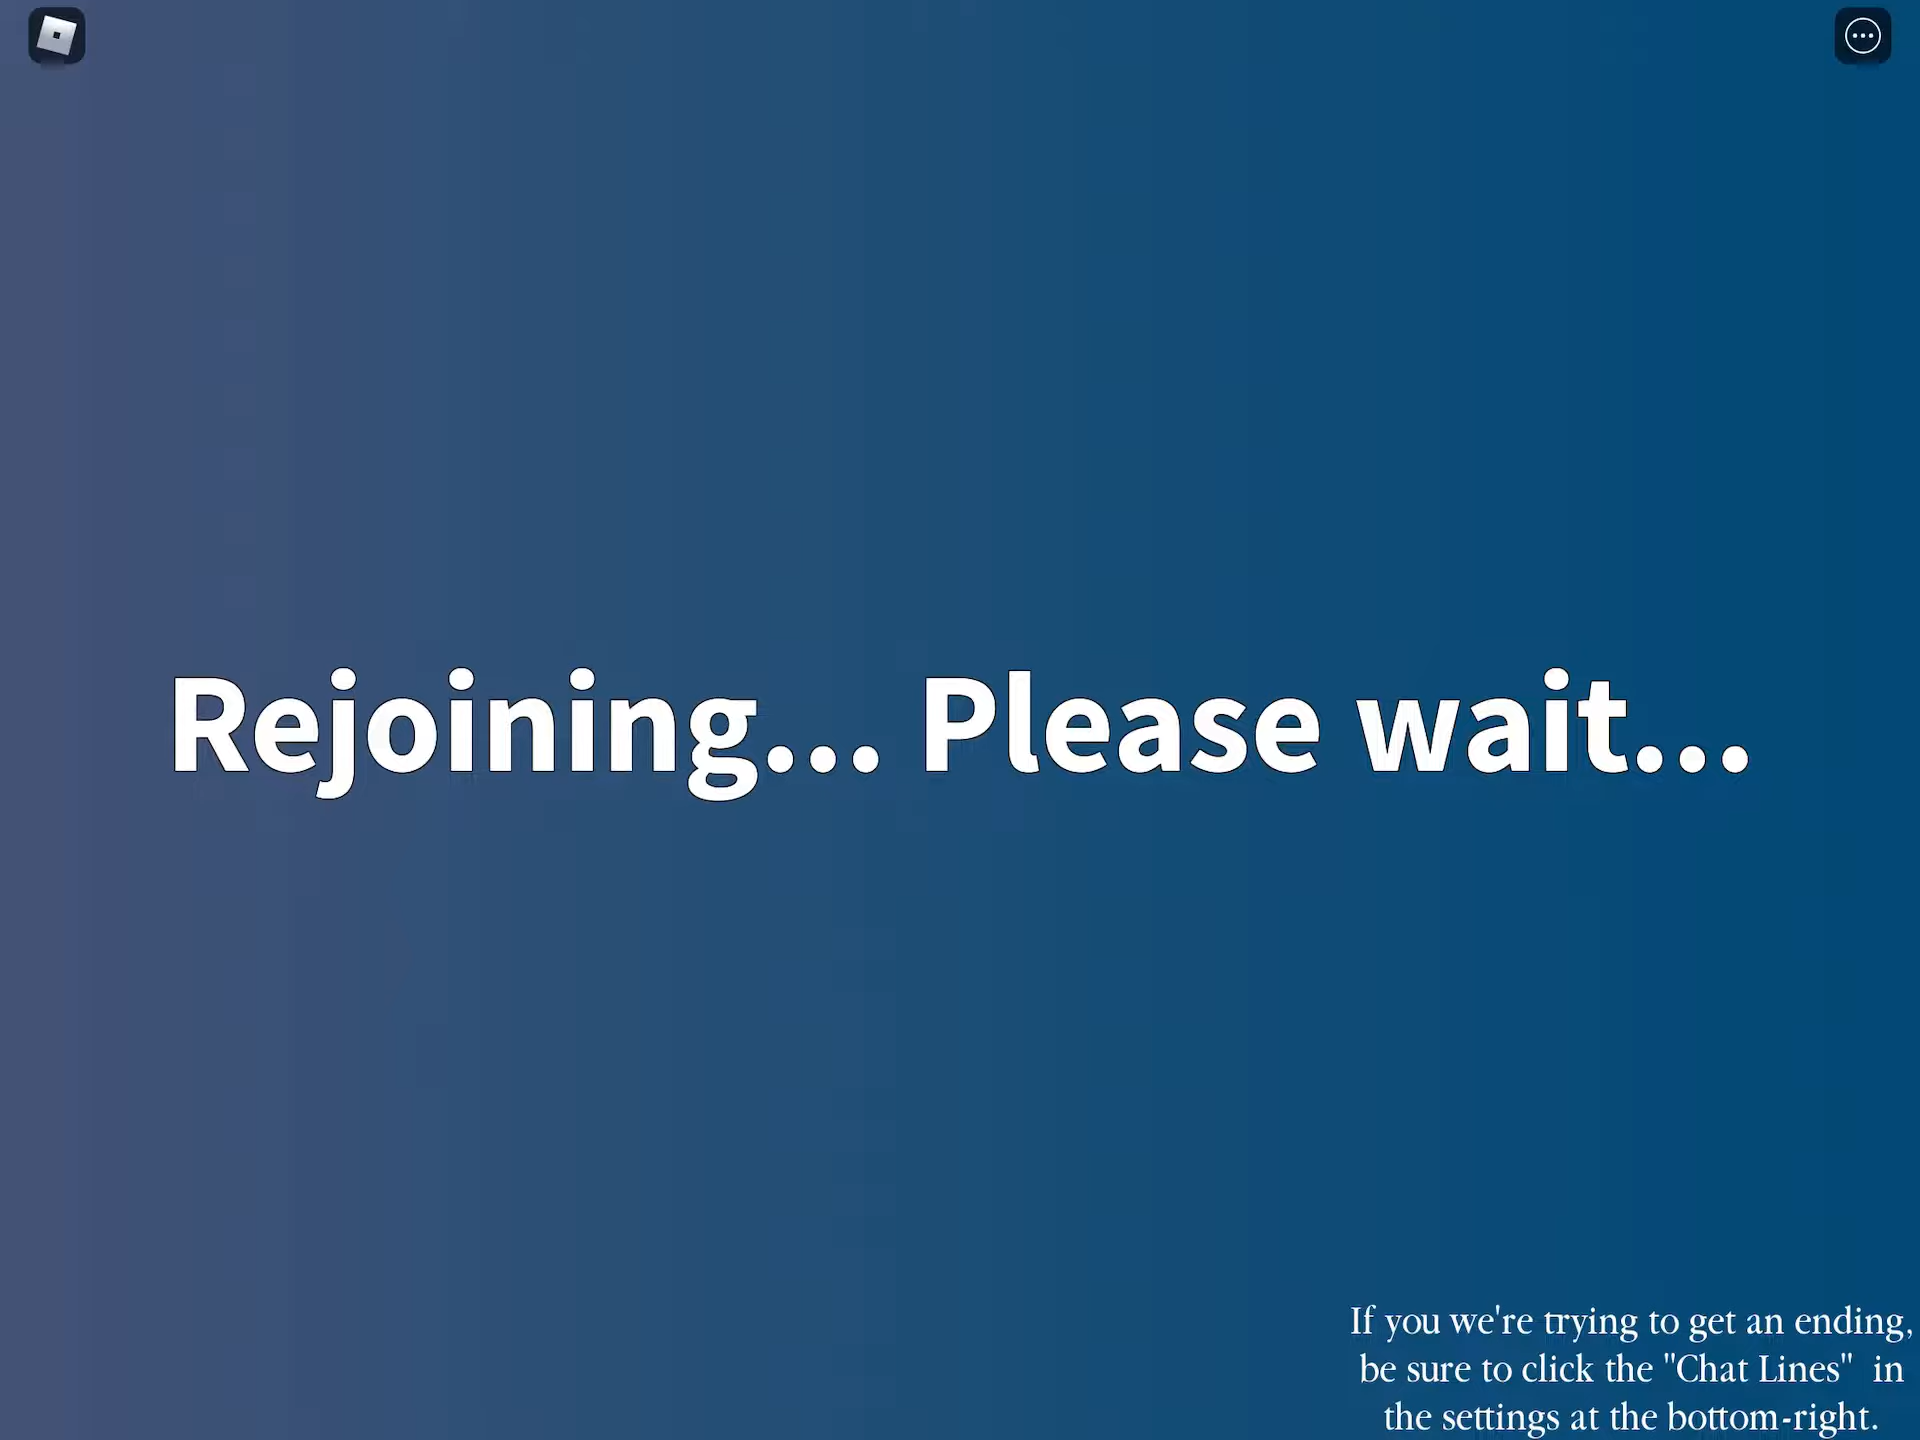 Rejoining... Please wait...
If you we're trying to get an ending,
be sure to click the "Chat Lines"  in
the settings at the bottom-right.